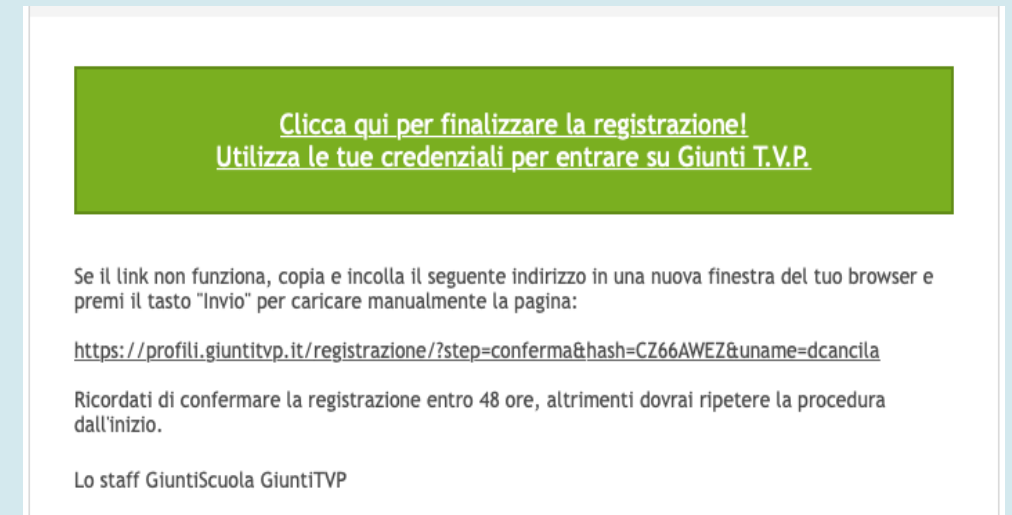 Clicca qui per finalizzare la registrazione!
Utilizza le tue credenziali per entrare su Giunti T.V.P.
Se il link non funziona, copia e incolla il seguente indirizzo in una nuova finestra del tuo browser e
premi il tasto "Invio" per caricare manualmente la pagina:
https://profili.giuntitvp.it/registrazione/?step=conferma&hash=CZ66AWEZ&uname=dcancila
Ricordati di confermare la registrazione entro 48 ore, altrimenti dovrai ripetere la procedura
dall'inizio.
Lo staff GiuntiScuola GiuntiTVP